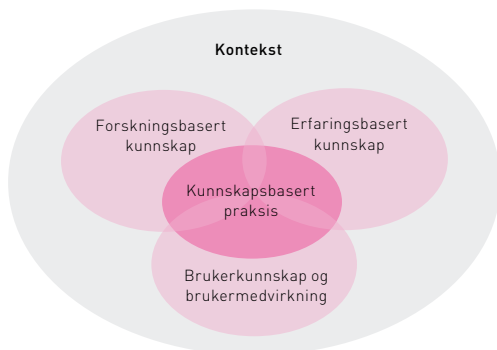 Kontekst
Forskningsbasert
kunnskap
Erfaringsbasert
kunnskap
Kunnskapsbasert
praksis
Brukerkunnskap og
brukermedvirkning